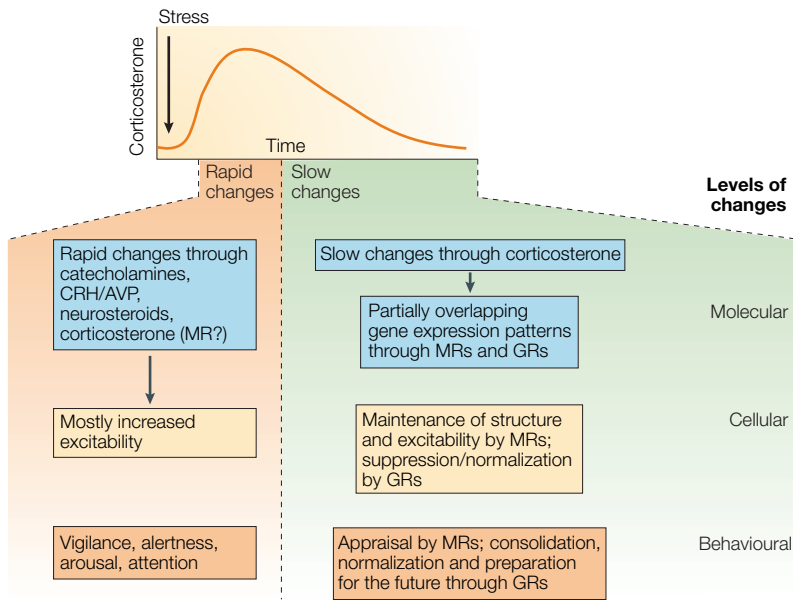 Stress
Corticosterone
Time
Rapid
changes
Slow
changes
Levels of
changes
Rapid changes through
catecholamines,
CRH/AVP,
neurosteroids,
corticosterone (MR?)
Slow changes through corticosterone
Partially overlapping
gene expression patterns
through MRs and GRs
Molecular
Mostly increased
excitability
Maintenance of structure
and excitability by MRs;
suppression/normalization
by GRs
Cellular
Vigilance, alertness,
arousal, attention
Appraisal by MRs; consolidation,
normalization and preparation
for the future through GRs
Behavioural